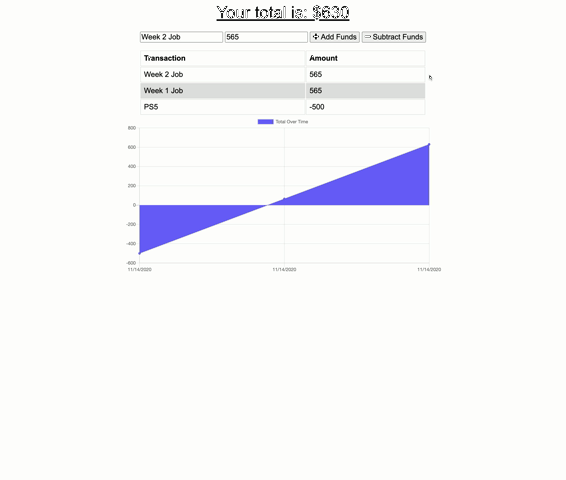 Your total is: $630
Week 2 Job 565 Add Funds Subtract Funds
Transaction Amount
Week 2 Job 565
Week 1 Job 565
PS5 -500
Total Over Time
800
600
400
200
0
-200
-400
-600
11/14/2020 11/14/2020 11/14/2020